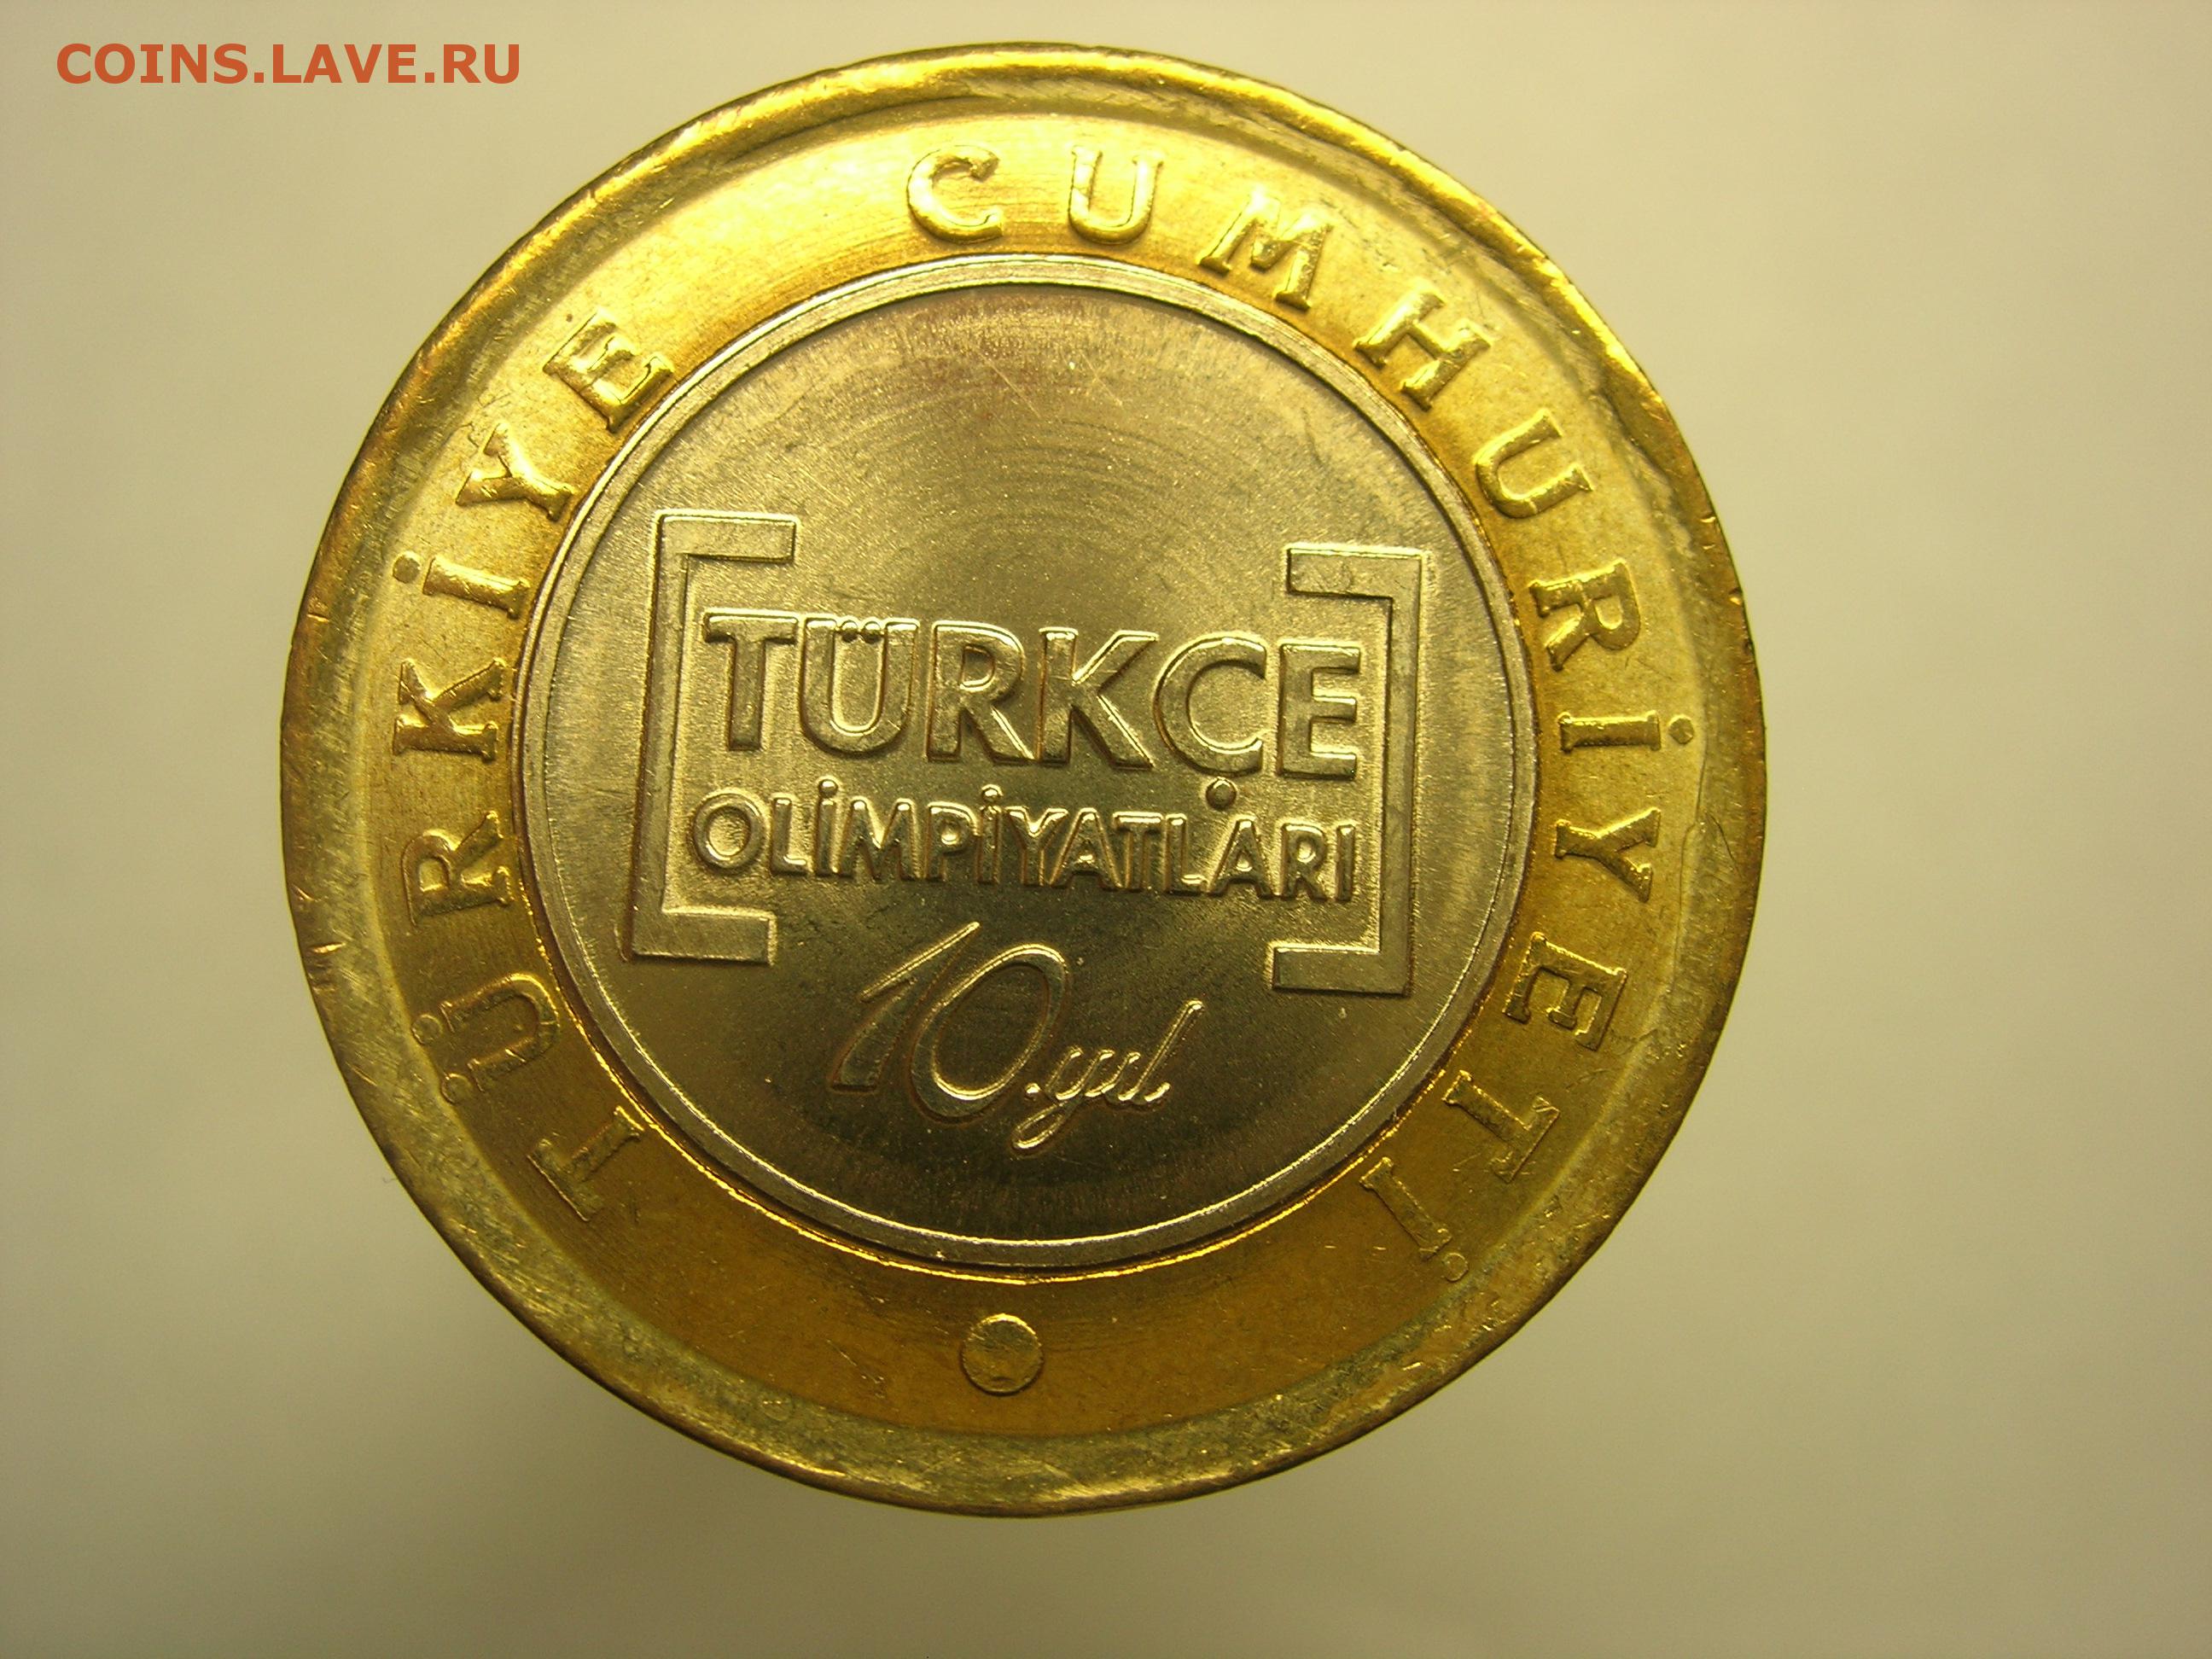 COINS.LAVE.RU
TÜRKİYE CUMHURİYETİ
TÜRKÇE
OLİMPİYATLARI
10.yıl